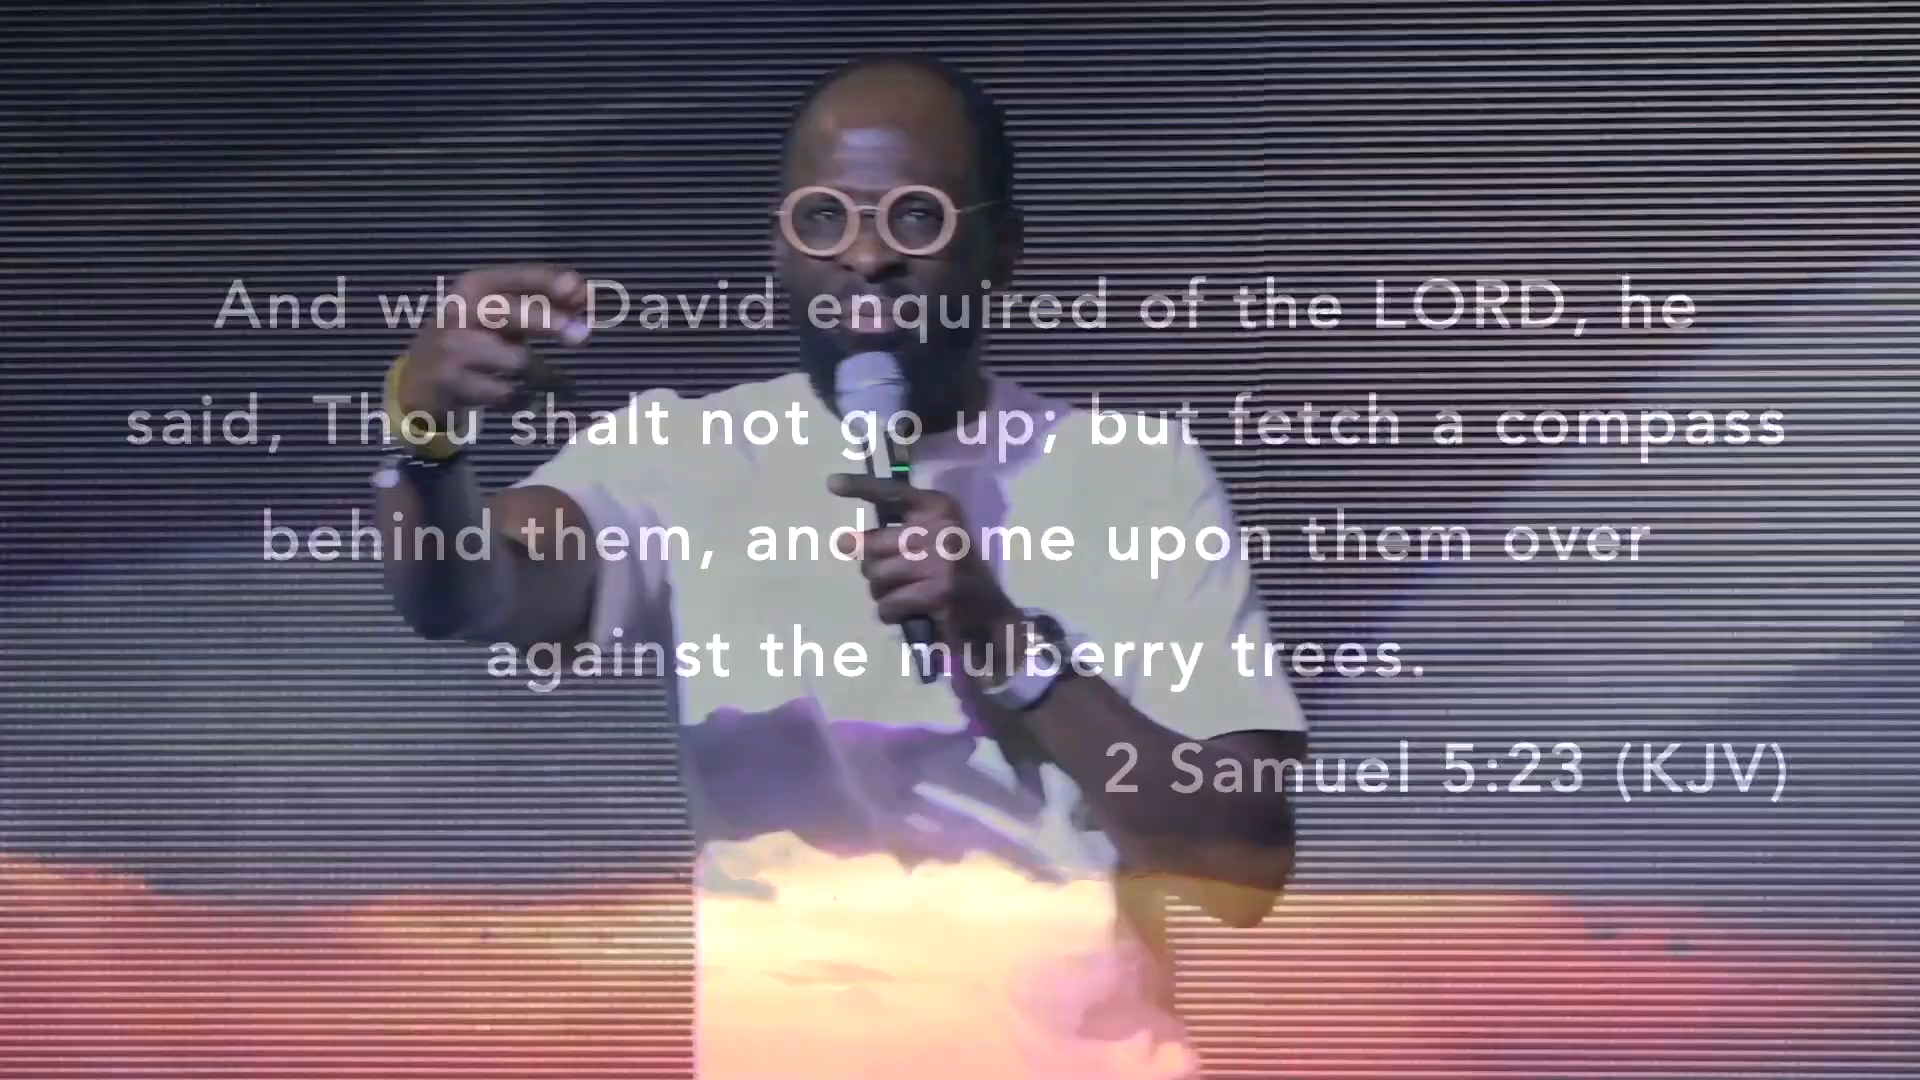 And when David enquired of the LORD, he
said, Thou shalt not go up; but fetch a compass
behind them, and come upon them over
against the mulberry trees.
2 Samuel 5:23 (KJV)